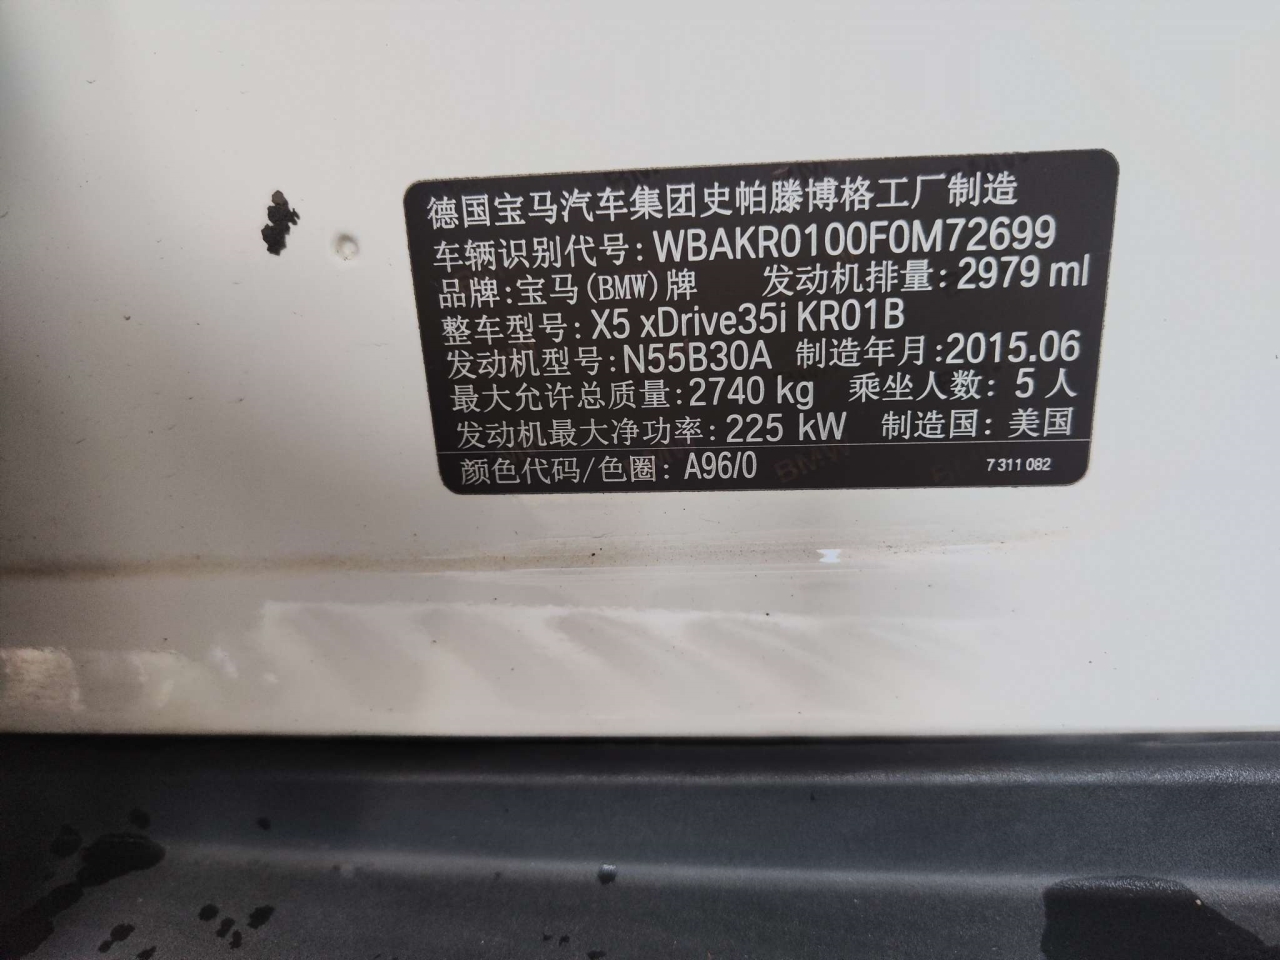 德国宝马汽车集团史帕滕博格工厂制造
车辆识别代号: WBAKR0100F0M72699
品牌:宝马(BMW)牌 发动机排量: 2979 ml
整车型号: X5 xDrive35i KR01B
发动机型号: N55B30A 制造年月:2015.06
最大允许总质量: 2740 kg 乘坐人数: 5 人
发动机最大净功率: 225 kW 制造国: 美国
颜色代码/色圈: A96/0 7 311 082